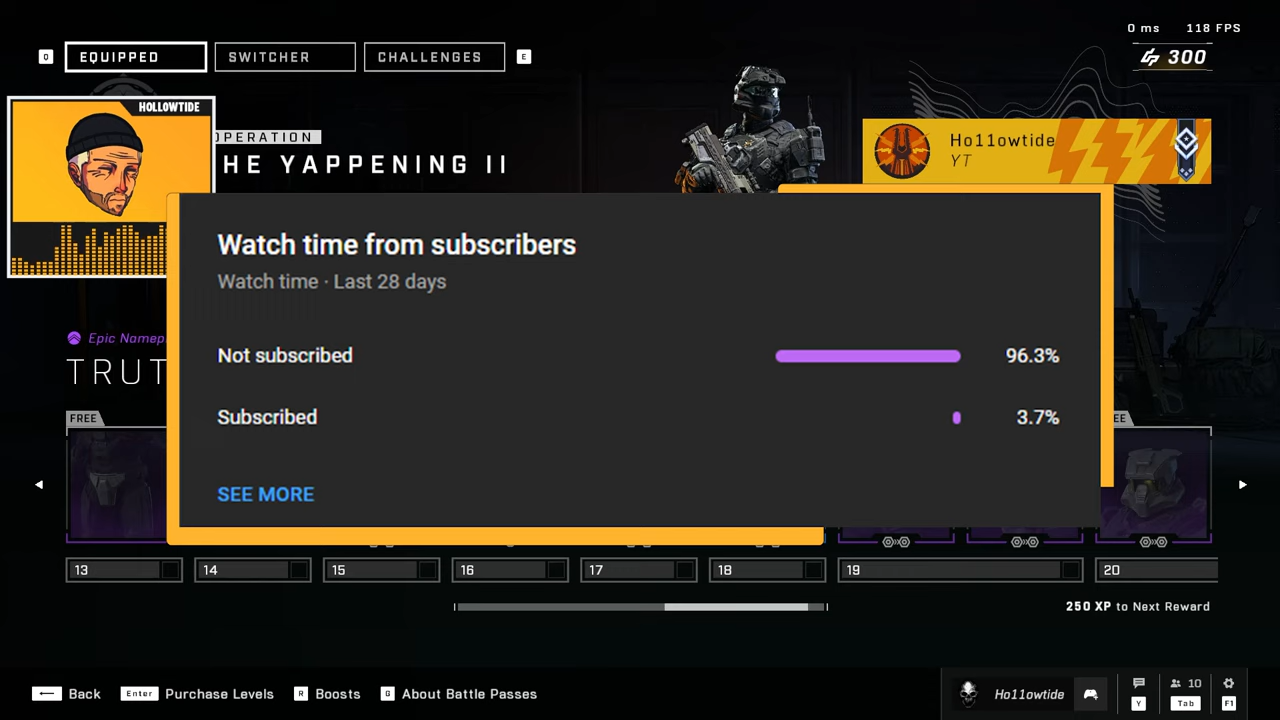 0 ms 118 FPS
Q EQUIPPED SWITCHER CHALLENGES E
300
HOLLOWTIDE
OPERATION
HE YAPPENING II
Ho11owtide
YT
Watch time from subscribers
Watch time · Last 28 days
Epic
TRUT
Not subscribed 96.3%
Subscribed 3.7%
FREE
SEE MORE
13 14 15 16 17 18 19 20
250 XP to Next Reward
Back Enter Purchase Levels R Boosts G About Battle Passes
Ho11owtide
10
Y Tab F1